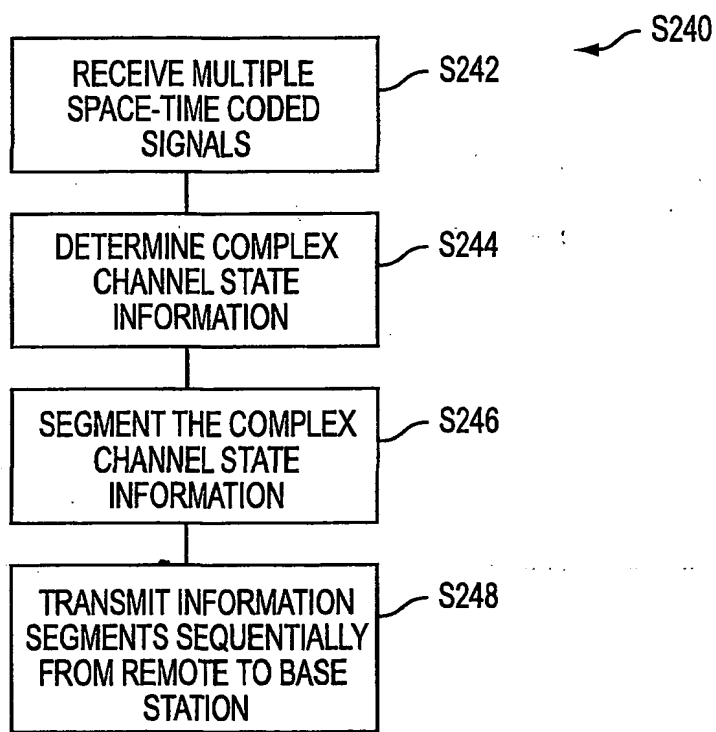 S240
RECEIVE MULTIPLE
SPACE-TIME CODED
SIGNALS
S242
DETERMINE COMPLEX
CHANNEL STATE
INFORMATION
S244
SEGMENT THE COMPLEX
CHANNEL STATE
INFORMATION
S246
TRANSMIT INFORMATION
SEGMENTS SEQUENTIALLY
FROM REMOTE TO BASE
STATION
S248